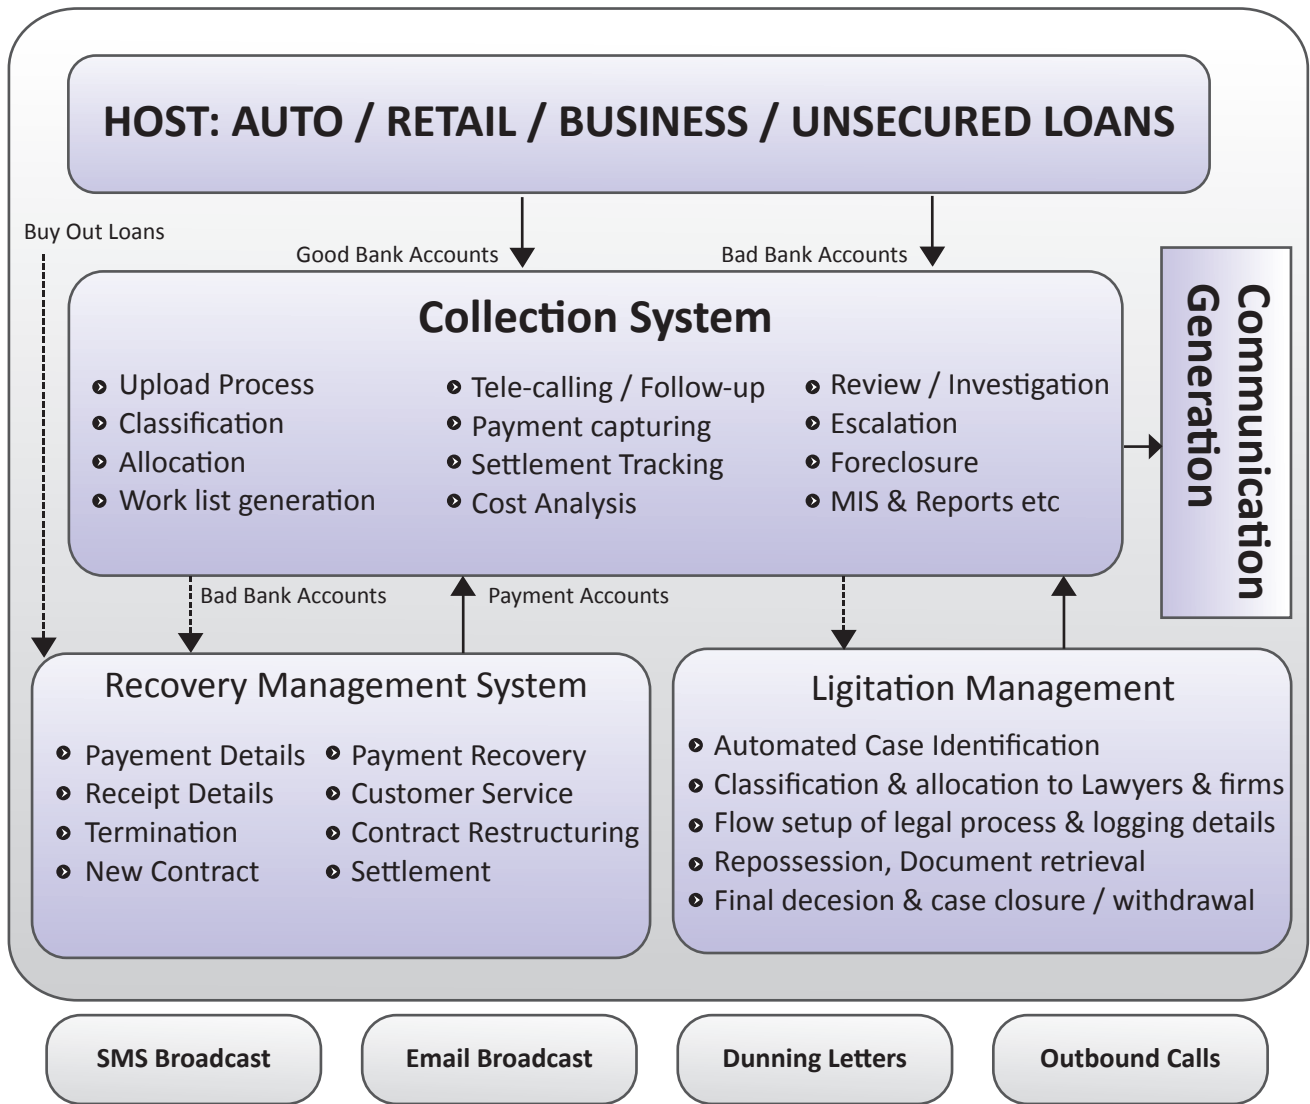 HOST: AUTO / RETAIL / BUSINESS / UNSECURED LOANS
Buy Out Loans
Good Bank Accounts
Bad Bank Accounts
Collection System
Upload Process
Classification
Allocation
Work list generation
Tele-calling / Follow-up
Payment capturing
Settlement Tracking
Cost Analysis
Review / Investigation
Escalation
Foreclosure
MIS & Reports etc
Communication
Generation
Bad Bank Accounts
Payment Accounts
Recovery Management System
Payement Details
Receipt Details
Termination
New Contract
Payment Recovery
Customer Service
Contract Restructuring
Settlement
Ligitation Management
Automated Case Identification
Classification & allocation to Lawyers & firms
Flow setup of legal process & logging details
Repossession, Document retrieval
Final decesion & case closure / withdrawal
SMS Broadcast
Email Broadcast
Dunning Letters
Outbound Calls